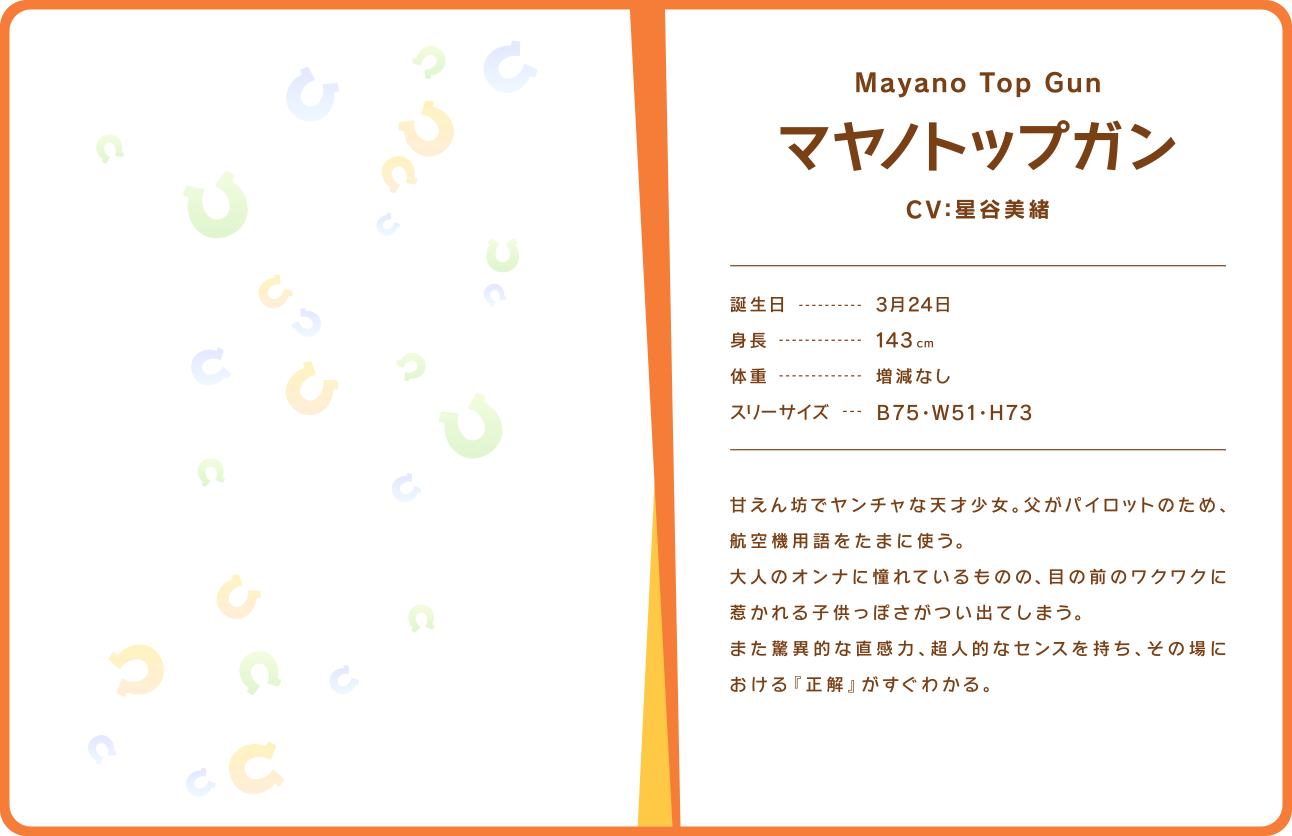 Mayano Top Gun
マヤノトップガン
CV:星谷美緒
誕生日 ---------- 3月24日
身長 ------------- 143cm
体重 ------------- 増減なし
スリーサイズ --- B75・W51・H73
甘えん坊でヤンチャな天才少女。父がパイロットのため、
航空機用語をたまに使う。
大人のオンナに憧れているものの、目の前のワクワクに
惹かれる子供っぽさがつい出てしまう。
また驚異的な直感力、超人的なセンスを持ち、その場に
おける『正解』がすぐわかる。